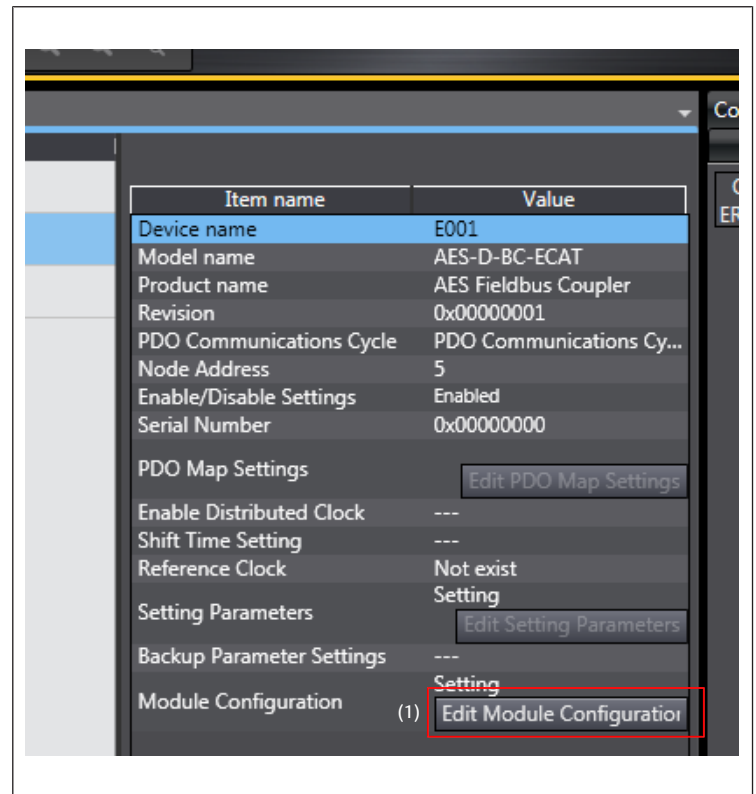 Co
Item name Value
ER
Device name E001
Model name AES-D-BC-ECAT
Product name AES Fieldbus Coupler
Revision 0x00000001
PDO Communications Cycle PDO Communications Cy...
Node Address 5
Enable/Disable Settings Enabled
Serial Number 0x00000000
PDO Map Settings Edit PDO Map Settings
Enable Distributed Clock ---
Shift Time Setting ---
Reference Clock Not exist
Setting
Setting Parameters Edit Setting Parameters
Backup Parameter Settings ---
Setting
Module Configuration (1) Edit Module Configuration